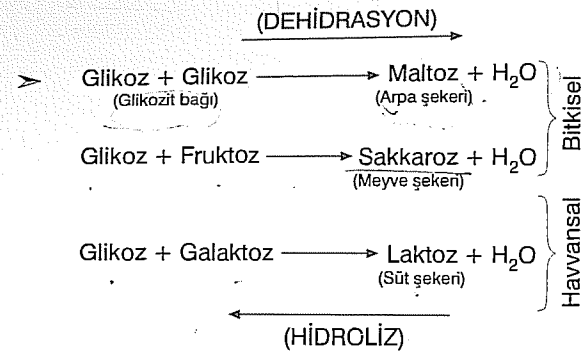 (DEHİDRASYON)
➢ Glikoz + Glikoz ⟶ Maltoz + H₂O
(Glikozit bağı) (Arpa şekeri)
Glikoz + Fruktoz ⟶ Sakkaroz + H₂O
(Meyve şekeri)
Bitkisel
Glikoz + Galaktoz ⟶ Laktoz + H₂O
(Süt şekeri)
Hayvansal
(HİDROLİZ)